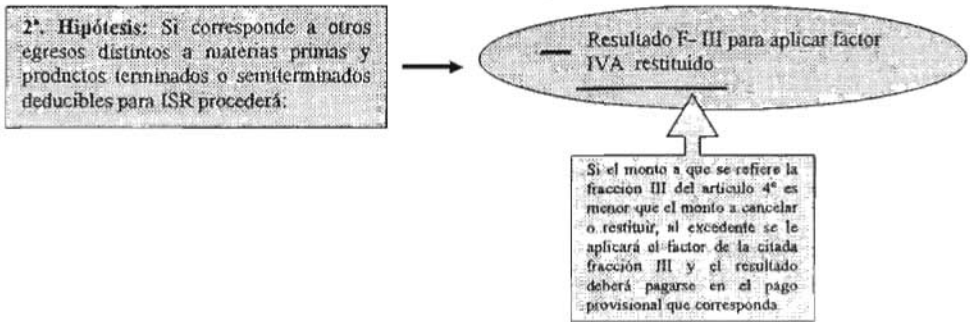 2ª. Hipótesis: Si corresponde a otros
egresos distintos a materias primas y
productos terminados o semiterminados
deducibles para ISR procederá:
Resultado F– III para aplicar factor
IVA restituido
Si el monto a que se refiere la
fracción III del artículo 4º es
menor que el monto a cancelar
o restituir, al excedente se le
aplicará el factor de la citada
fracción III y el resultado
deberá pagarse en el pago
provisional que corresponda